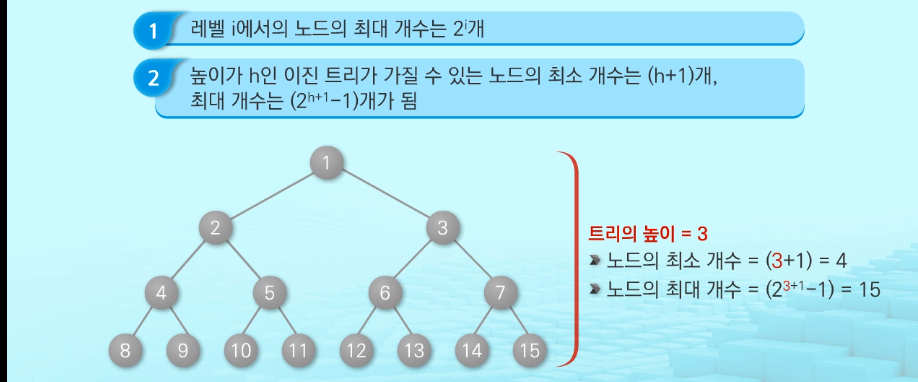 1 레벨 i에서의 노드의 최대 개수는 2ⁱ개
2 높이가 h인 이진 트리가 가질 수 있는 노드의 최소 개수는 (h+1)개,
최대 개수는 (2ʰ⁺¹-1)개가 됨
1
2 3
트리의 높이 = 3
➤ 노드의 최소 개수 = (3+1) = 4
4 5 6 7
➤ 노드의 최대 개수 = (2³⁺¹-1) = 15
8 9 10 11 12 13 14 15